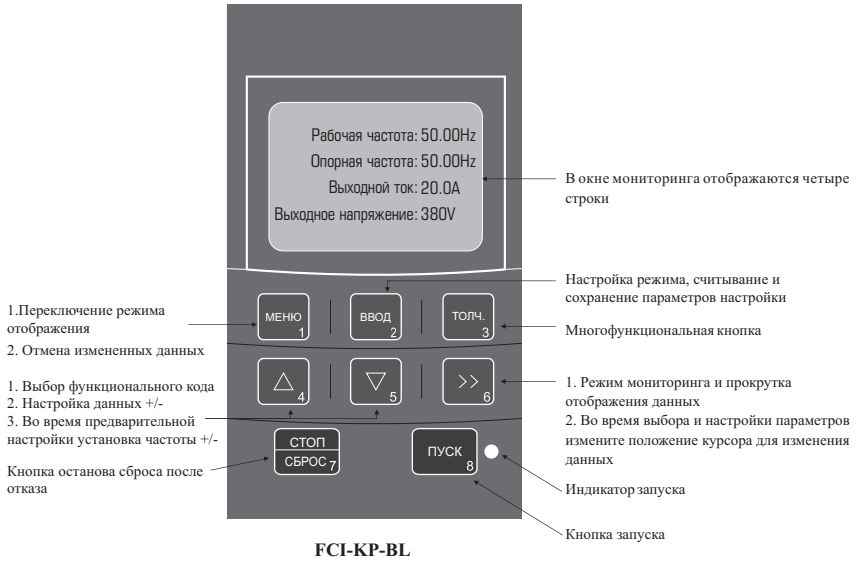 Рабочая частота: 50.00Hz
Опорная частота: 50.00Hz
Выходной ток: 20.0A
Выходное напряжение: 380V
В окне мониторинга отображаются четыре
строки
Настройка режима, считывание и
сохранение параметров настройки
Многофункциональная кнопка
1.Переключение режима
отображения
2. Отмена измененных данных
МЕНЮ 1
ВВОД 2
ТОЛЧ. 3
1. Выбор функционального кода
2. Настройка данных +/-
3. Во время предварительной
настройки установка частоты +/-
△ 4
▽ 5
>> 6
1. Режим мониторинга и прокрутка
отображения данных
2. Во время выбора и настройки параметров
измените положение курсора для изменения
данных
Кнопка останова сброса после
отказа
СТОП
СБРОС 7
ПУСК 8
Индикатор запуска
Кнопка запуска
FCI-KP-BL